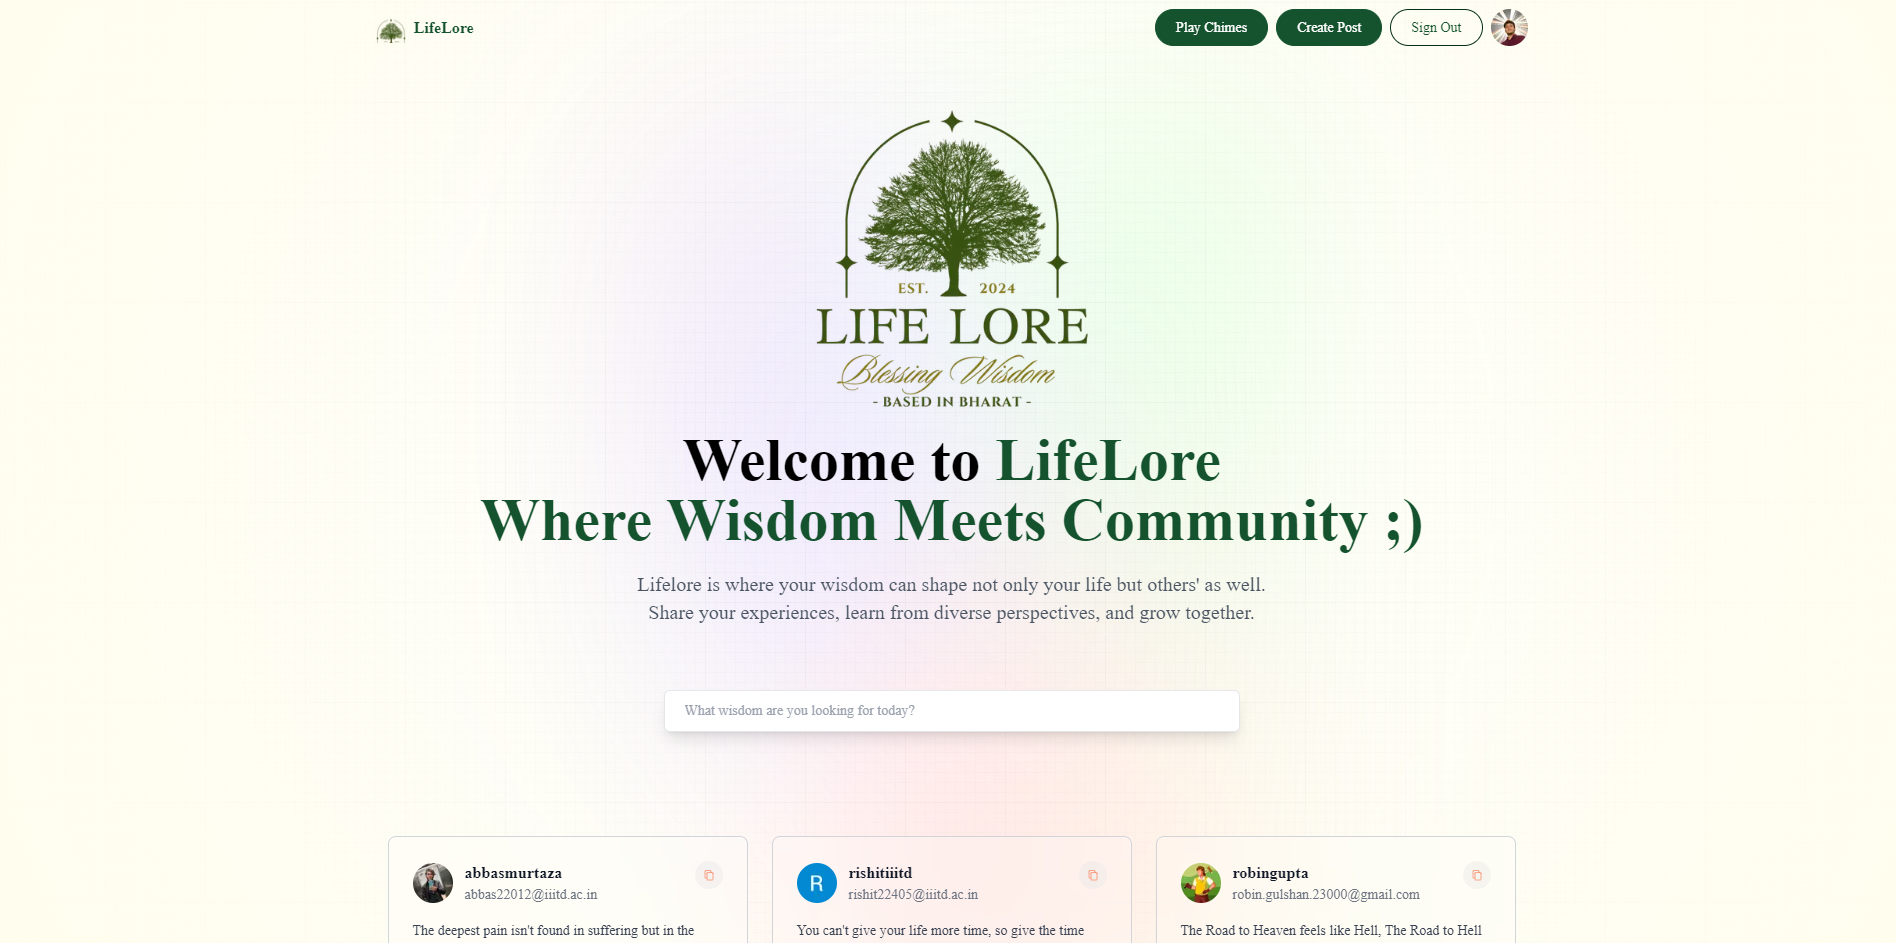 LifeLore
Play Chimes
Create Post
Sign Out
EST. 2024
LIFE LORE
Blessing Wisdom
- BASED IN BHARAT -
Welcome to LifeLore
Where Wisdom Meets Community ;)
Lifelore is where your wisdom can shape not only your life but others' as well.
Share your experiences, learn from diverse perspectives, and grow together.
What wisdom are you looking for today?
abbasmurtaza
abbas22012@iiitd.ac.in
The deepest pain isn't found in suffering but in the
R
rishitiiitd
rishit22405@iiitd.ac.in
You can't give your life more time, so give the time
robingupta
robin.gulshan.23000@gmail.com
The Road to Heaven feels like Hell, The Road to Hell